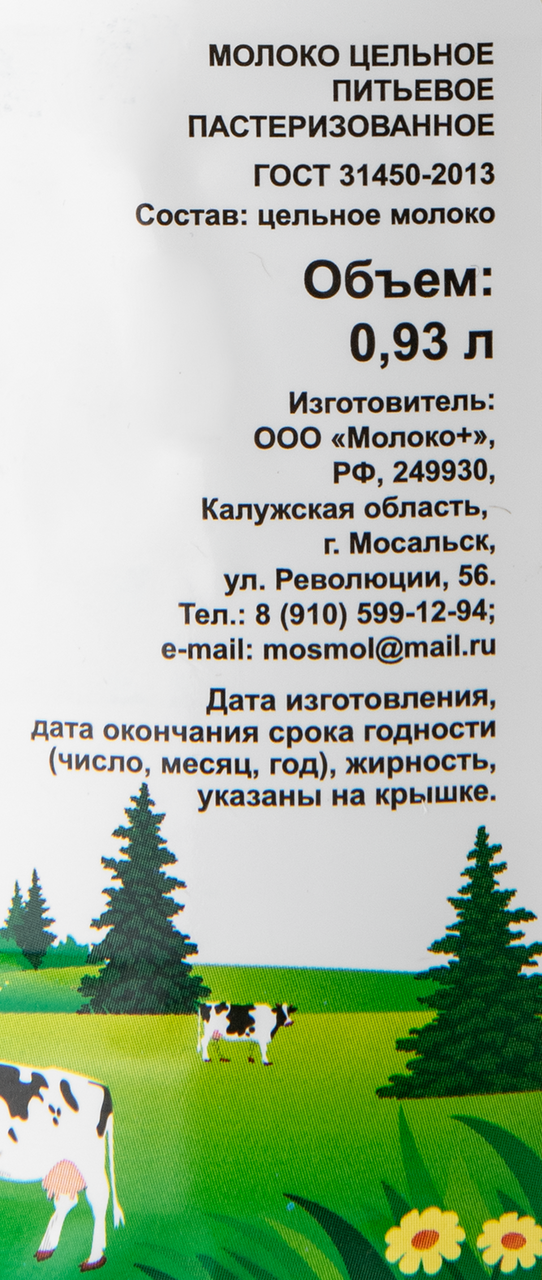 МОЛОКО ЦЕЛЬНОЕ
ПИТЬЕВОЕ
ПАСТЕРИЗОВАННОЕ
ГОСТ 31450-2013
Состав: цельное молоко
Объем:
0,93 л
Изготовитель:
ООО «Молоко+»,
РФ, 249930,
Калужская область,
г. Мосальск,
ул. Революции, 56.
Тел.: 8 (910) 599-12-94;
e-mail: mosmol@mail.ru
Дата изготовления,
дата окончания срока годности
(число, месяц, год), жирность,
указаны на крышке.